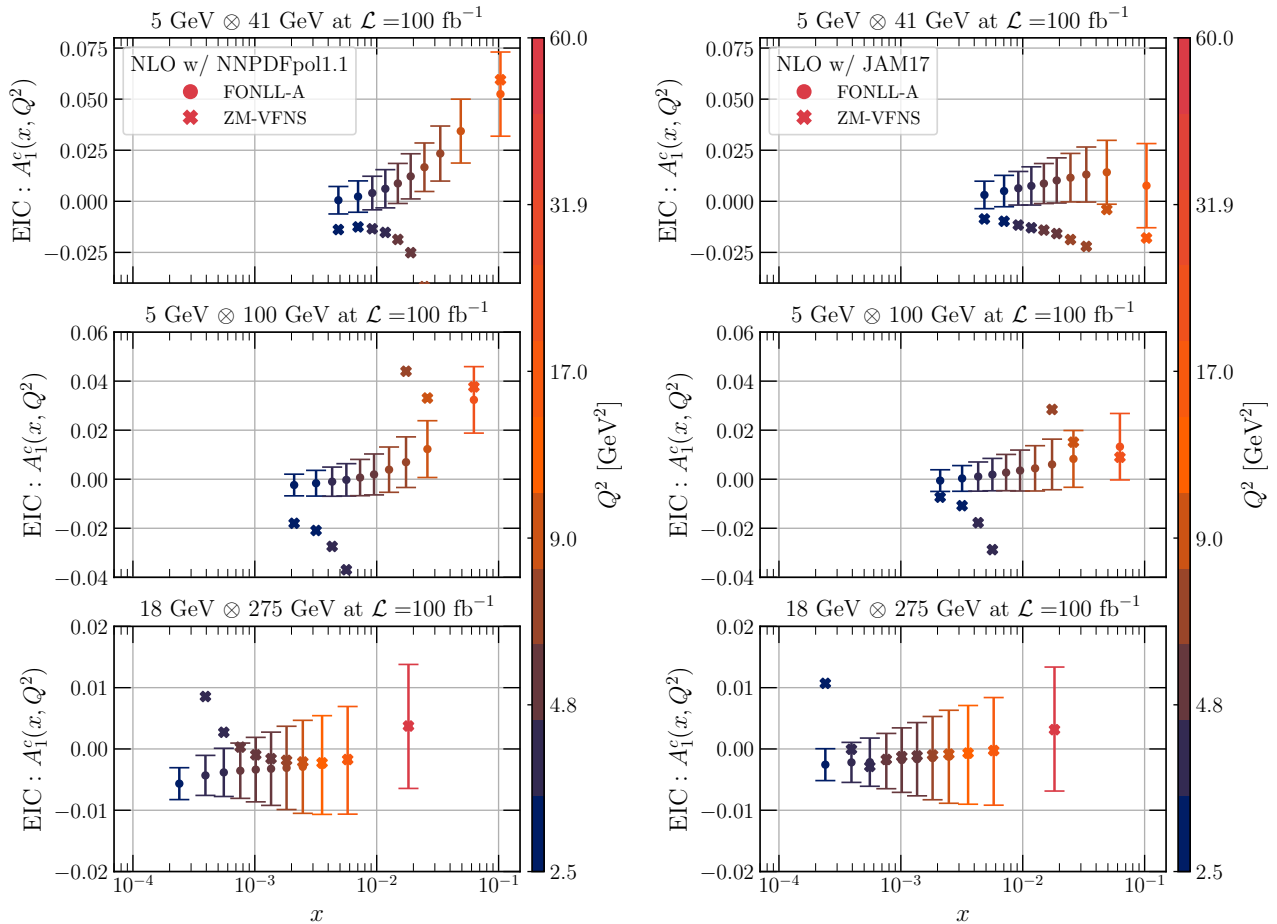 5 GeV ⊗ 41 GeV at ℒ =100 fb⁻¹
NLO w/ NNPDFpol1.1
FONLL-A
ZM-VFNS
EIC : A₁ᶜ(x, Q²)
0.075
0.050
0.025
0.000
−0.025
5 GeV ⊗ 100 GeV at ℒ =100 fb⁻¹
EIC : A₁ᶜ(x, Q²)
0.06
0.04
0.02
0.00
−0.02
−0.04
18 GeV ⊗ 275 GeV at ℒ =100 fb⁻¹
EIC : A₁ᶜ(x, Q²)
0.02
0.01
0.00
−0.01
−0.02
10⁻⁴
10⁻³
10⁻²
10⁻¹
x
60.0
31.9
17.0
9.0
4.8
2.5
Q² [GeV²]
5 GeV ⊗ 41 GeV at ℒ =100 fb⁻¹
NLO w/ JAM17
FONLL-A
ZM-VFNS
EIC : A₁ᶜ(x, Q²)
0.075
0.050
0.025
0.000
−0.025
5 GeV ⊗ 100 GeV at ℒ =100 fb⁻¹
EIC : A₁ᶜ(x, Q²)
0.06
0.04
0.02
0.00
−0.02
−0.04
18 GeV ⊗ 275 GeV at ℒ =100 fb⁻¹
EIC : A₁ᶜ(x, Q²)
0.02
0.01
0.00
−0.01
−0.02
10⁻⁴
10⁻³
10⁻²
10⁻¹
x
60.0
31.9
17.0
9.0
4.8
2.5
Q² [GeV²]